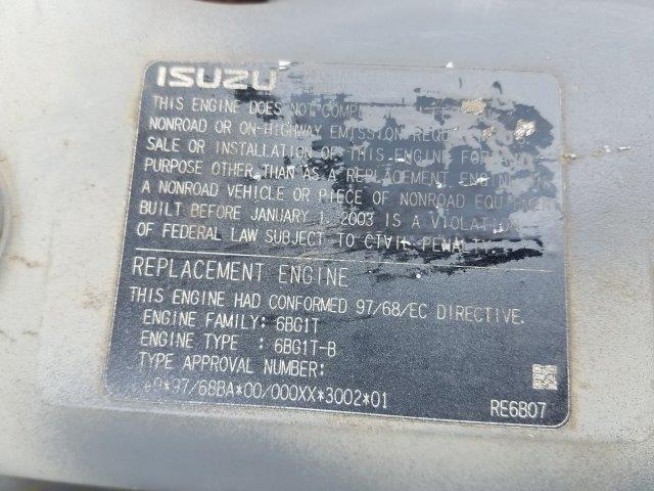 ISUZU
THIS ENGINE DOES NOT
NONROAD OR ON-HIGHWAY EMISSION
SALE OR INSTALLATION OF THIS ENGINE FOR
PURPOSE OTHER THAN AS A REPLACEMENT ENGINE
A NONROAD VEHICLE OR PIECE OF NONROAD
BUILT BEFORE JANUARY 1, 2003 IS A
OF FEDERAL LAW SUBJECT TO CIVIL
REPLACEMENT ENGINE
THIS ENGINE HAD CONFORMED 97/68/EC DIRECTIVE.
ENGINE FAMILY: 6BG1T
ENGINE TYPE : 6BG1T-B
TYPE APPROVAL NUMBER:
*97/68BA*00/000XX*3002*01
RE6B07